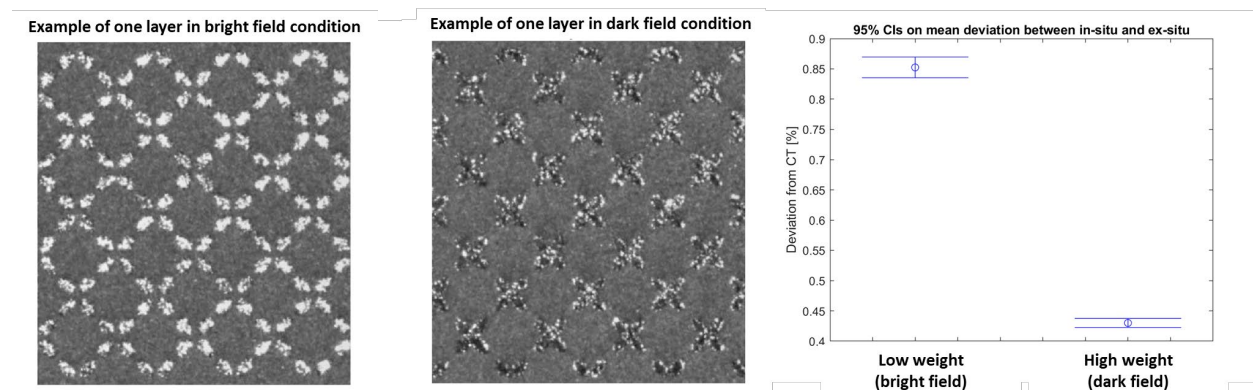 Example of one layer in bright field condition
Example of one layer in dark field condition
95% CIs on mean deviation between in-situ and ex-situ
Deviation from CT [%]
0.9
0.85
0.8
0.75
0.7
0.65
0.6
0.55
0.5
0.45
0.4
Low weight
(bright field)
High weight
(dark field)